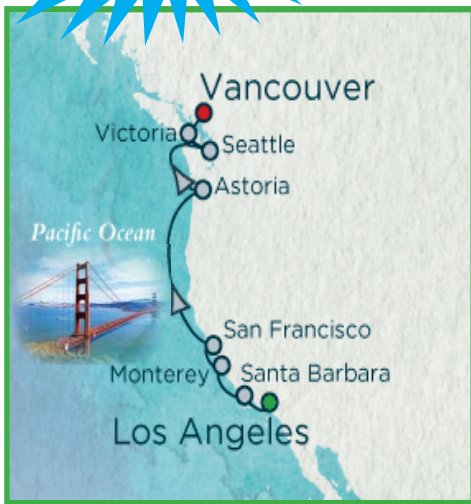 Vancouver
Victoria
Seattle
Astoria
Pacific Ocean
San Francisco
Monterey
Santa Barbara
Los Angeles